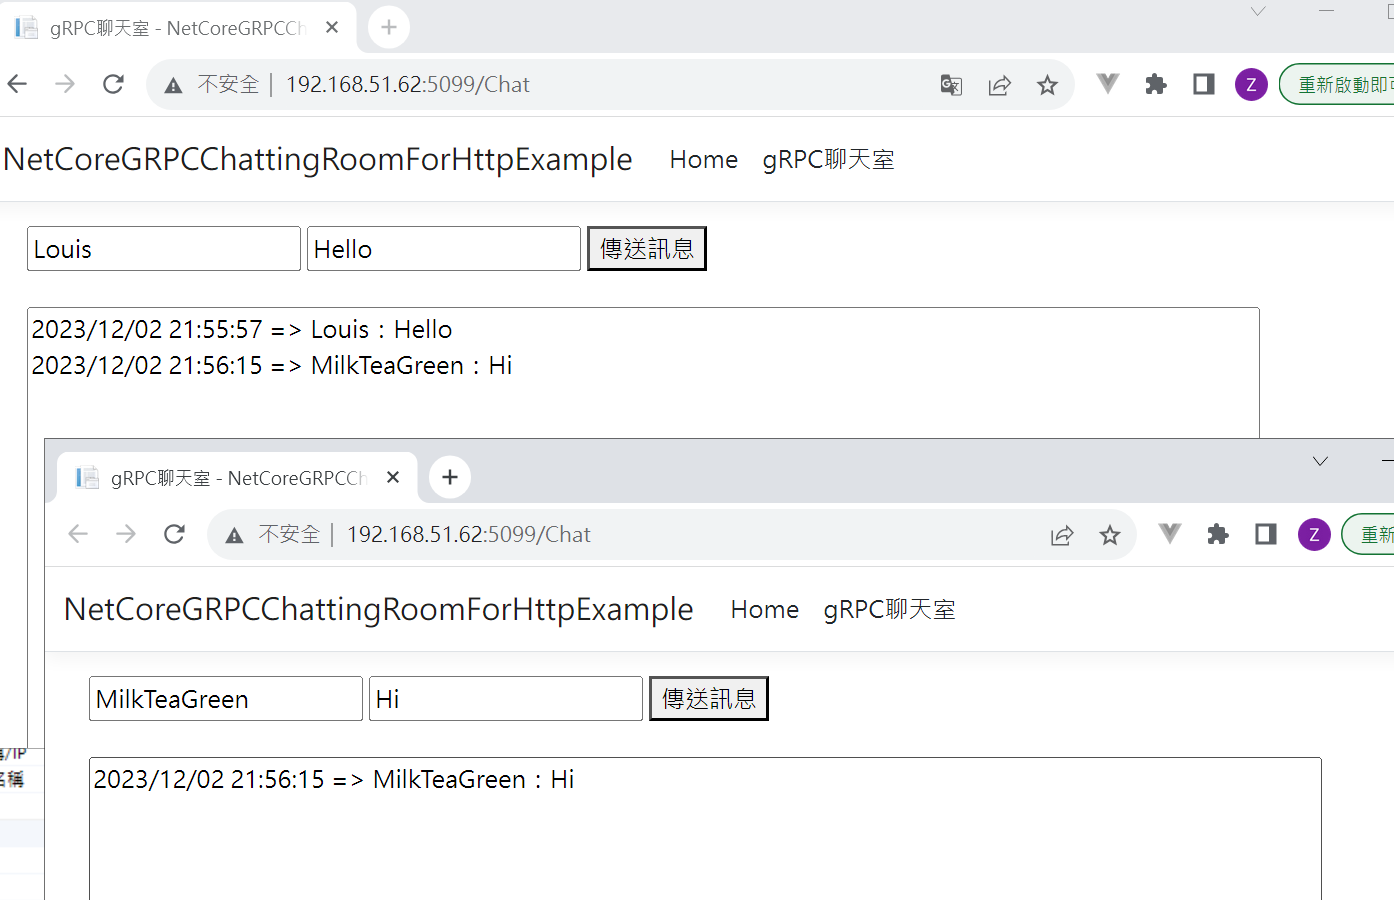 gRPC聊天室 - NetCoreGRPCCh
不安全 | 192.168.51.62:5099/Chat
Z
重新啟動即可
NetCoreGRPCChattingRoomForHttpExample Home gRPC聊天室
Louis Hello 傳送訊息
2023/12/02 21:55:57 => Louis：Hello
2023/12/02 21:56:15 => MilkTeaGreen：Hi
gRPC聊天室 - NetCoreGRPCCh
不安全 | 192.168.51.62:5099/Chat
Z
重新
NetCoreGRPCChattingRoomForHttpExample Home gRPC聊天室
MilkTeaGreen Hi 傳送訊息
/IP
名稱
2023/12/02 21:56:15 => MilkTeaGreen：Hi